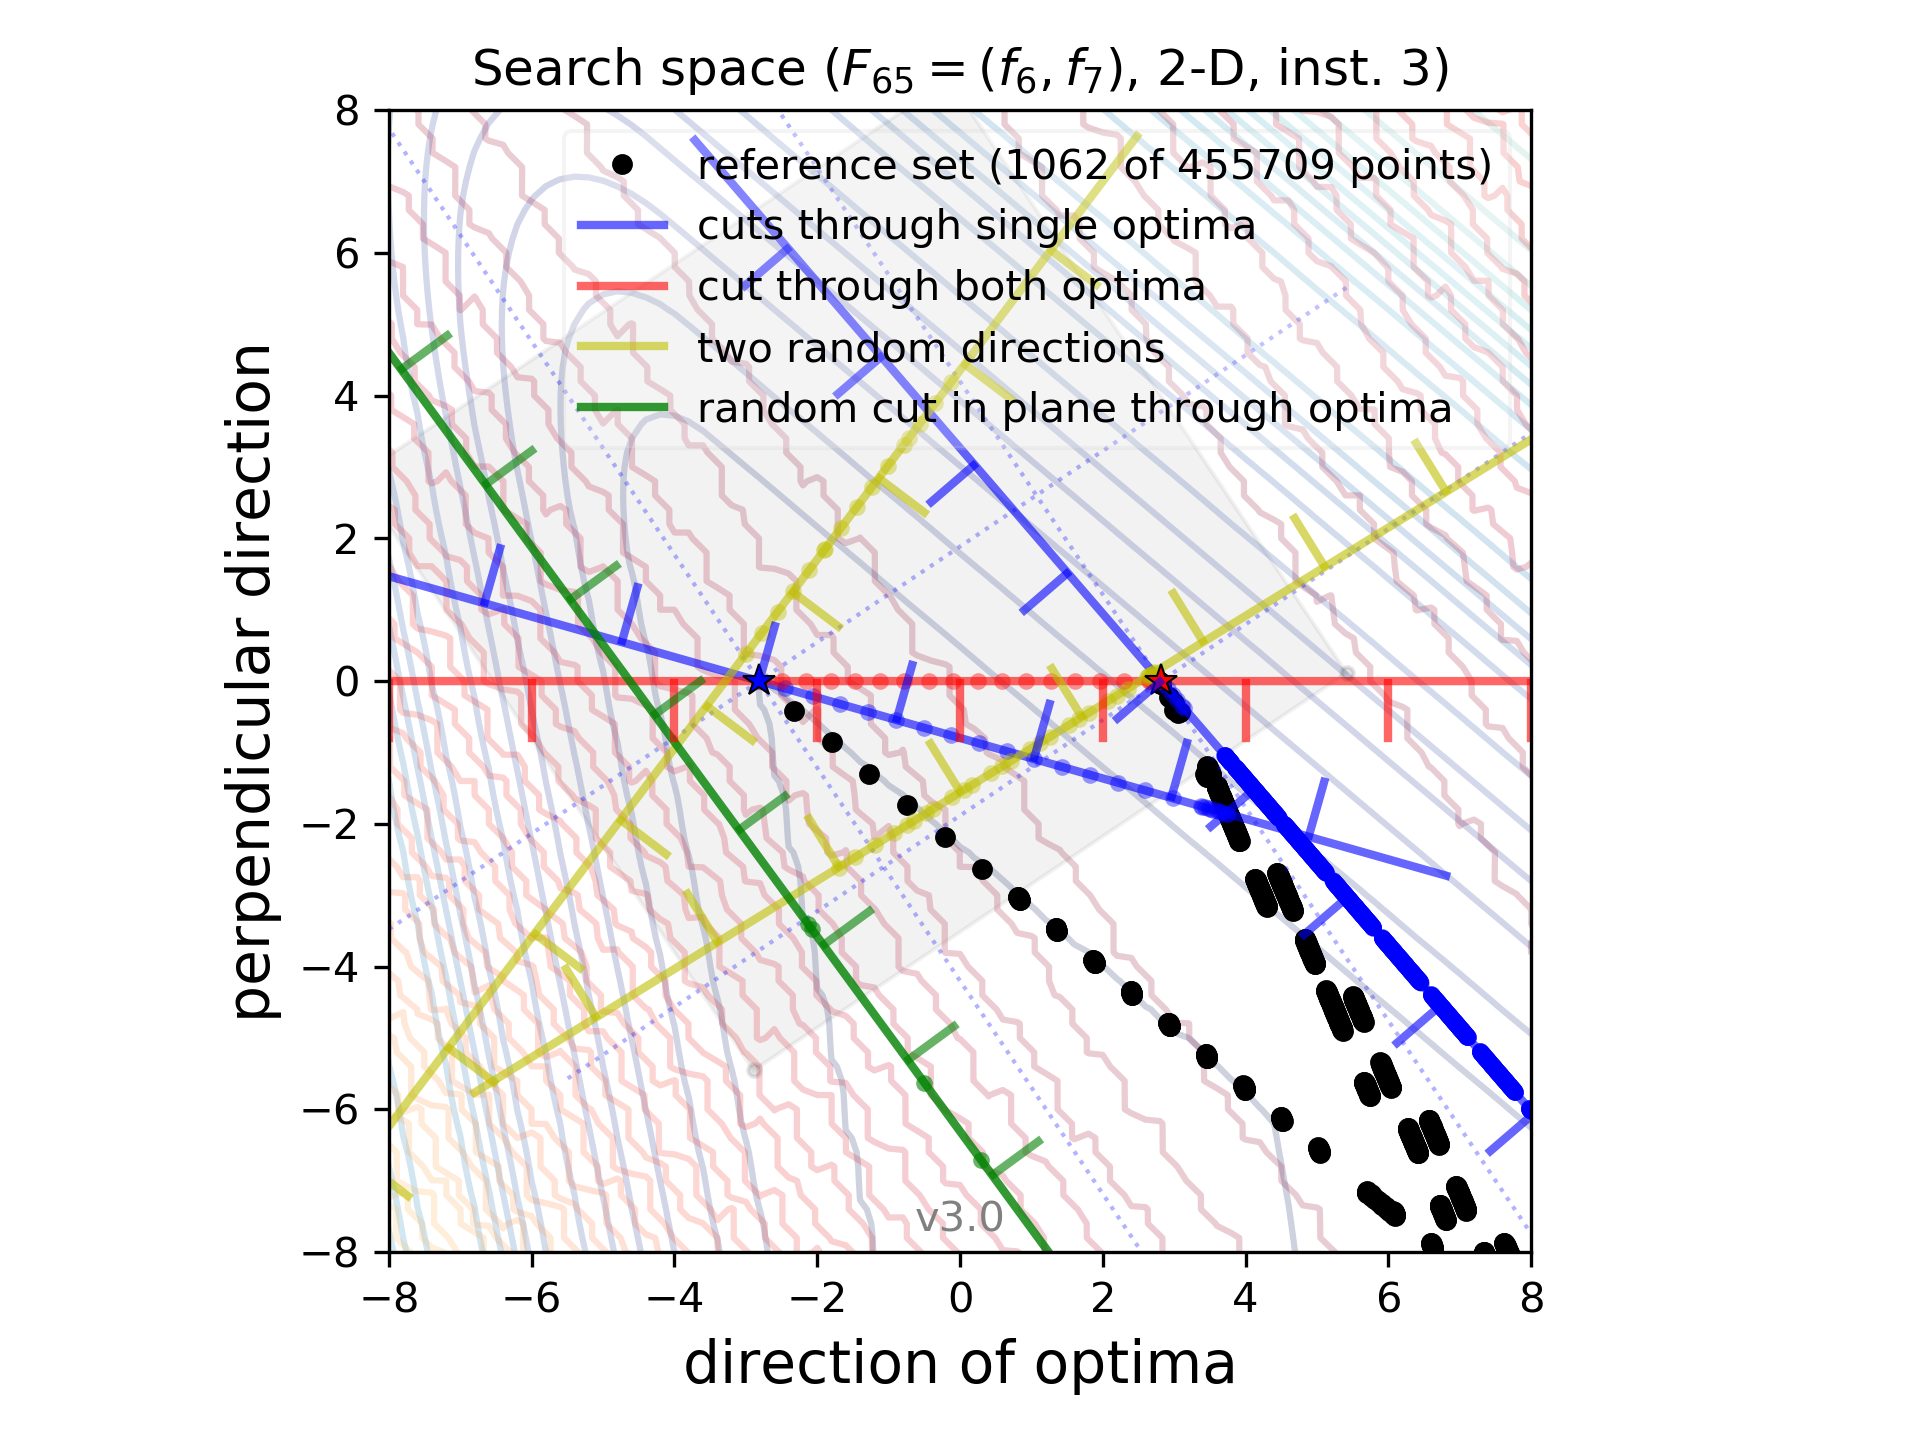 Search space (F65 = (f6, f7), 2-D, inst. 3)
perpendicular direction
8
6
4
2
0
−2
−4
−6
−8
reference set (1062 of 455709 points)
cuts through single optima
cut through both optima
two random directions
random cut in plane through optima
v3.0
−8 −6 −4 −2 0 2 4 6 8
direction of optima